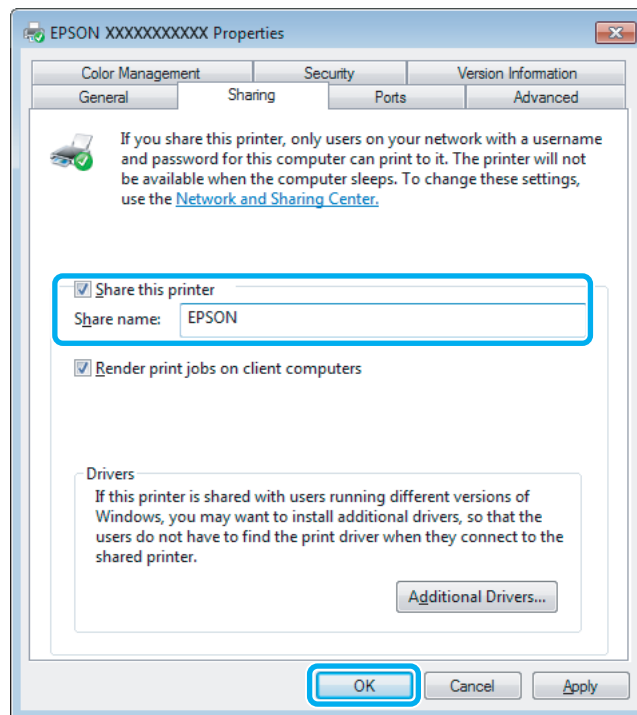 EPSON XXXXXXXXXXX Properties
Color Management Security Version Information
General Sharing Ports Advanced
If you share this printer, only users on your network with a username
and password for this computer can print to it. The printer will not
be available when the computer sleeps. To change these settings,
use the Network and Sharing Center.
Share this printer
Share name: EPSON
Render print jobs on client computers
Drivers
If this printer is shared with users running different versions of
Windows, you may want to install additional drivers, so that the
users do not have to find the print driver when they connect to the
shared printer.
Additional Drivers...
OK Cancel Apply